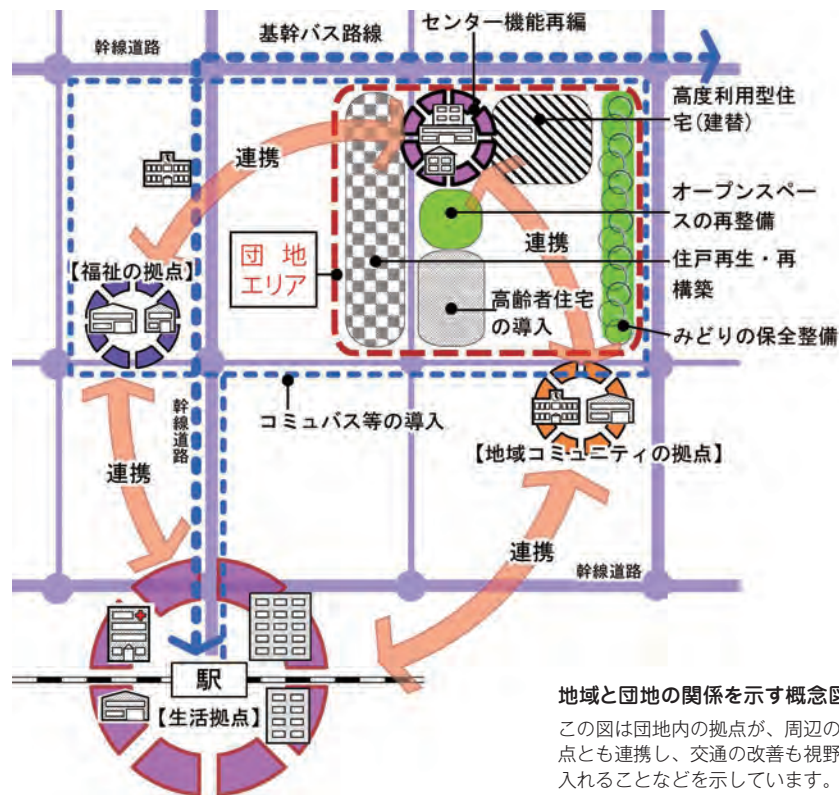 センター機能再編
基幹バス路線
幹線道路
高度利用型住
宅(建替)
連携
オープンスペー
スの再整備
連携
団地
エリア
【福祉の拠点】
住戸再生・再
構築
高齢者住宅
の導入
みどりの保全整備
幹線道路
コミュバス等の導入
【地域コミュニティの拠点】
連携
連携
幹線道路
駅
【生活拠点】
地域と団地の関係を示す概念図
この図は団地内の拠点が、周辺の
点とも連携し、交通の改善も視野
入れることなどを示しています。